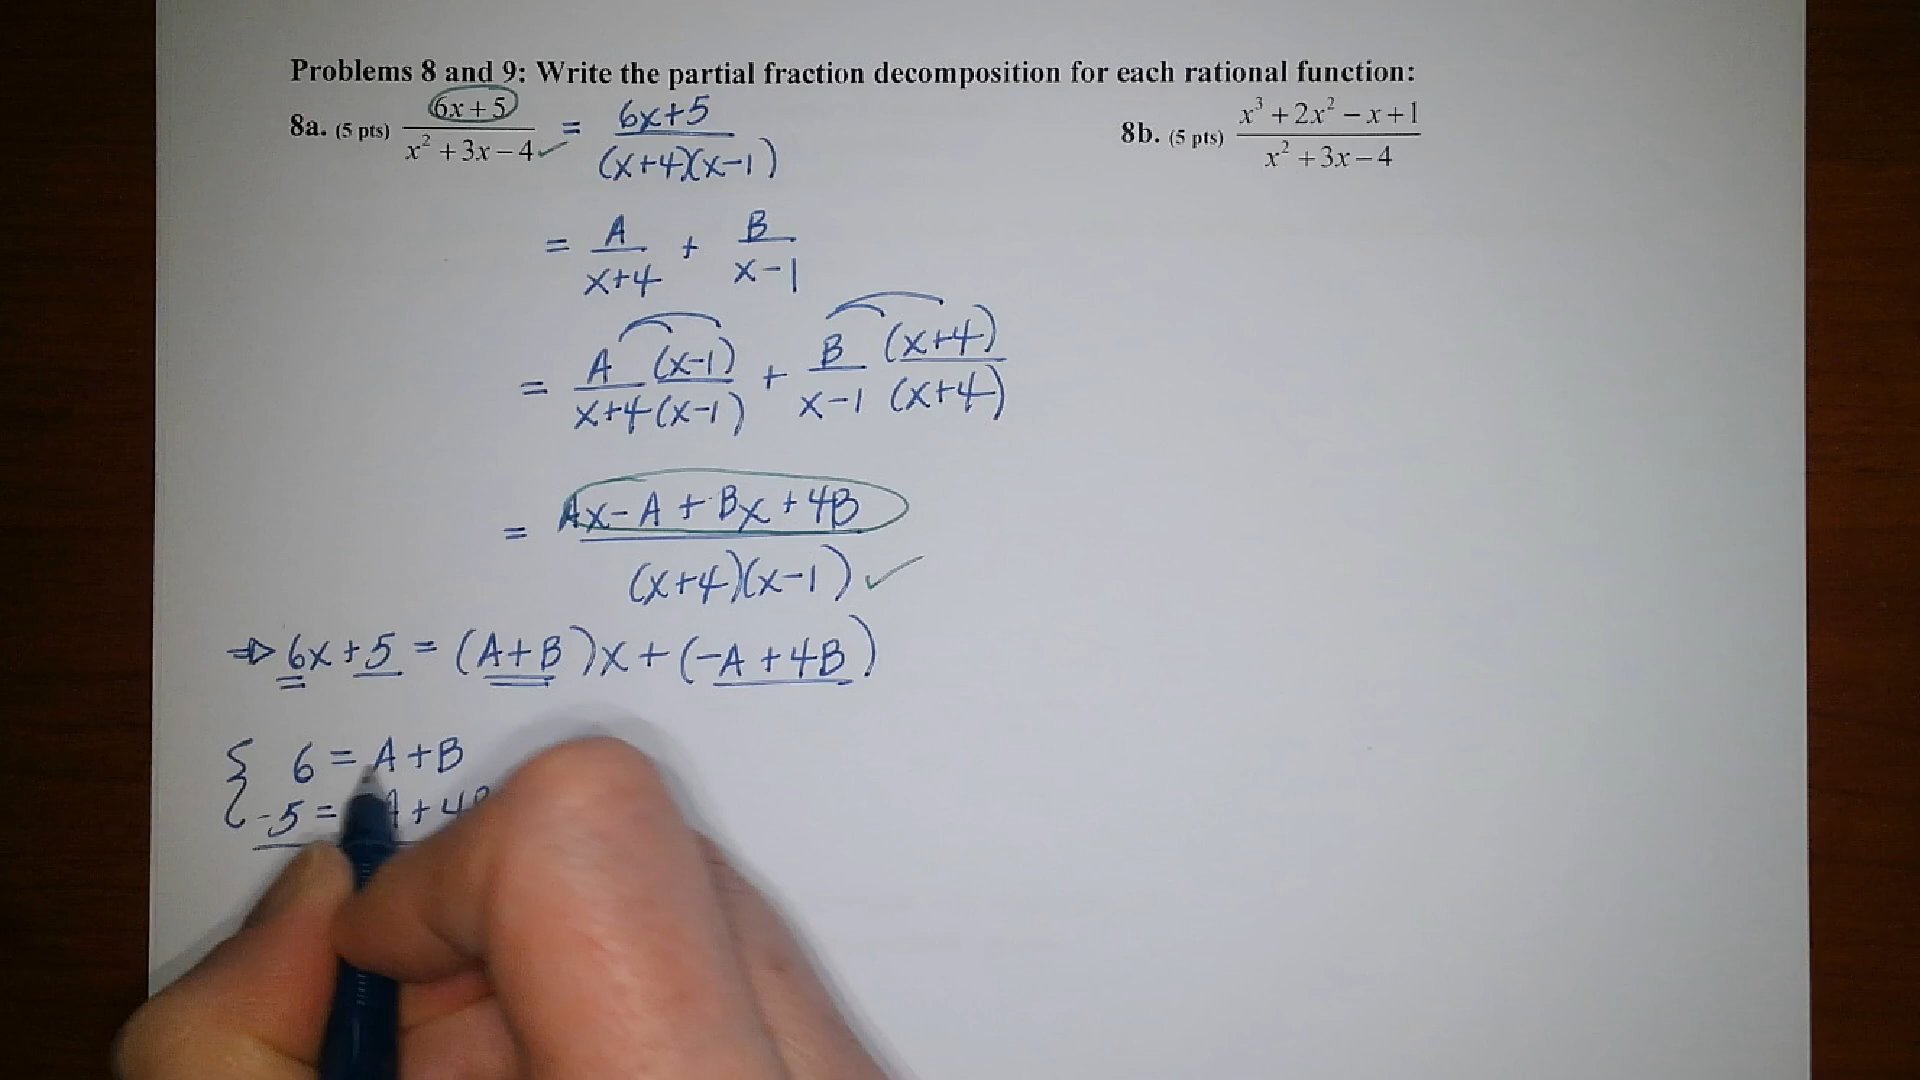 Problems 8 and 9: Write the partial fraction decomposition for each rational function:
8a. (5 pts) (6x + 5)/(x² + 3x − 4) ✓ = (6x+5)/((x+4)(x−1))
8b. (5 pts) (x³ + 2x² − x + 1)/(x² + 3x − 4)
= A/(x+4) + B/(x−1)
= A (x−1)/(x+4 (x−1)) + B (x+4)/(x−1 (x+4))
= (Ax − A + Bx + 4B)/((x+4)(x−1)) ✓
⇒ 6x + 5 = (A+B)x + (−A + 4B)
{ 6 = A + B
-5 = A + 4B